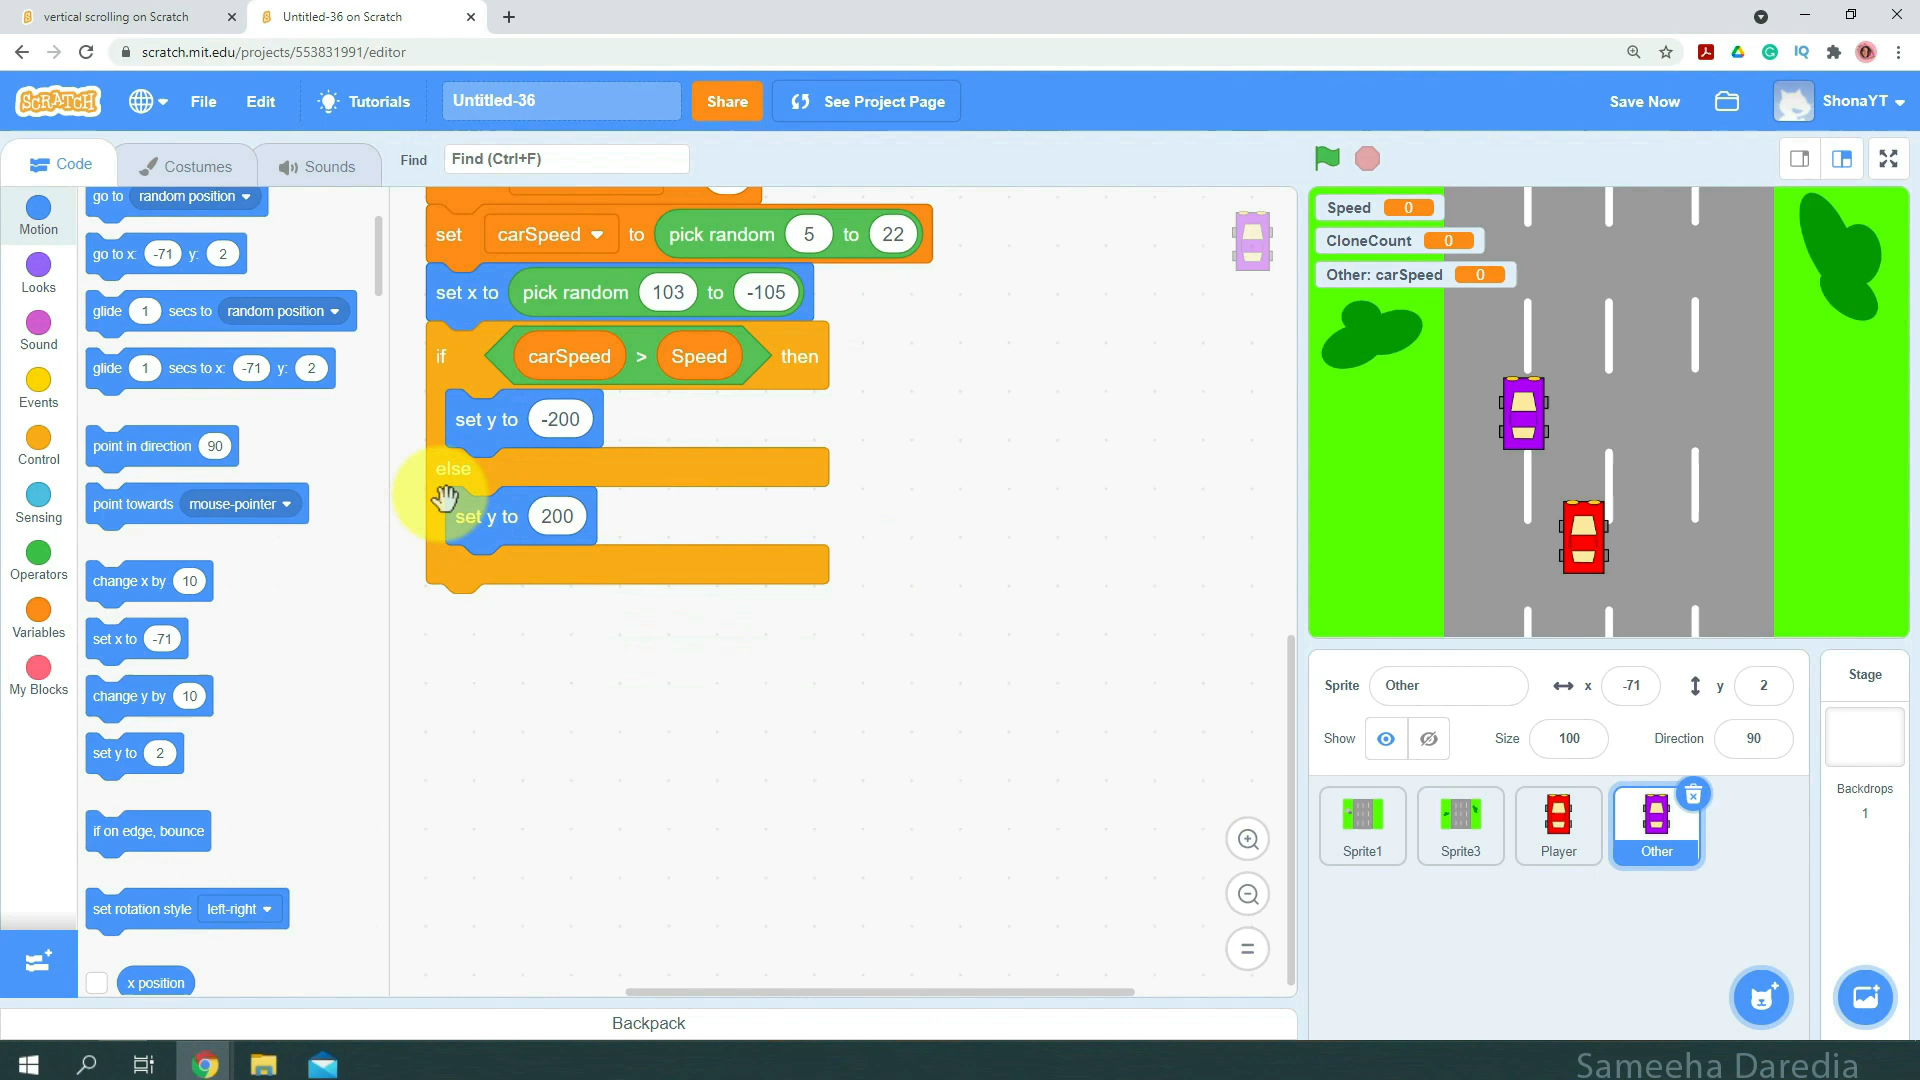 vertical scrolling on Scratch
Untitled-36 on Scratch
scratch.mit.edu/projects/553831991/editor
SCRATCH
File
Edit
Tutorials
Untitled-36
Share
See Project Page
Save Now
ShonaYT
Code
Costumes
Sounds
Find
Find (Ctrl+F)
Motion
Looks
Sound
Events
Control
Sensing
Operators
Variables
My Blocks
go to random position
go to x: -71 y: 2
glide 1 secs to random position
glide 1 secs to x: -71 y: 2
point in direction 90
point towards mouse-pointer
change x by 10
set x to -71
change y by 10
set y to 2
if on edge, bounce
set rotation style left-right
x position
set carSpeed to pick random 5 to 22
set x to pick random 103 to -105
if carSpeed > Speed then
set y to -200
else
set y to 200
Backpack
Speed 0
CloneCount 0
Other: carSpeed 0
Sprite Other x -71 y 2
Show Size 100 Direction 90
Sprite1
Sprite3
Player
Other
Stage
Backdrops
1
Sameeha Daredia